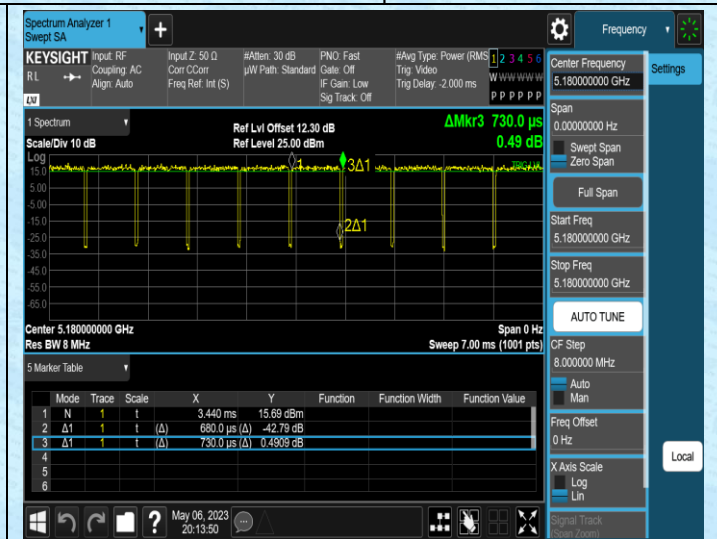 Spectrum Analyzer 1
Swept SA
+
Frequency
KEYSIGHT
RL
LXI
Input: RF
Coupling: AC
Align: Auto
Input Z: 50 Ω
Corr CCorr
Freq Ref: Int (S)
#Atten: 30 dB
µW Path: Standard
PNO: Fast
Gate: Off
IF Gain: Low
Sig Track: Off
#Avg Type: Power (RMS
Trig: Video
Trig Delay: -2.000 ms
1 2 3 4 5 6
W W W W W W
P P P P P P
1 Spectrum
Scale/Div 10 dB
Ref Lvl Offset 12.30 dB
Ref Level 25.00 dBm
ΔMkr3 730.0 µs
0.49 dB
Log
15.0
5.00
-5.00
-15.0
-25.0
-35.0
-45.0
-55.0
-65.0
1
3Δ1
2Δ1
Center 5.180000000 GHz
Res BW 8 MHz
Span 0 Hz
Sweep 7.00 ms (1001 pts)
5 Marker Table
Mode Trace Scale X Y Function Function Width Function Value
1 N 1 t 3.440 ms 15.69 dBm
2 Δ1 1 t (Δ) 680.0 µs (Δ) -42.79 dB
3 Δ1 1 t (Δ) 730.0 µs (Δ) 0.4909 dB
4
5
6
?
May 06, 2023
20:13:50
Center Frequency
5.180000000 GHz
Span
0.00000000 Hz
Swept Span
Zero Span
Full Span
Start Freq
5.180000000 GHz
Stop Freq
5.180000000 GHz
AUTO TUNE
CF Step
8.000000 MHz
Auto
Man
Freq Offset
0 Hz
X Axis Scale
Log
Lin
Signal Track
(Span Zoom)
Settings
Local